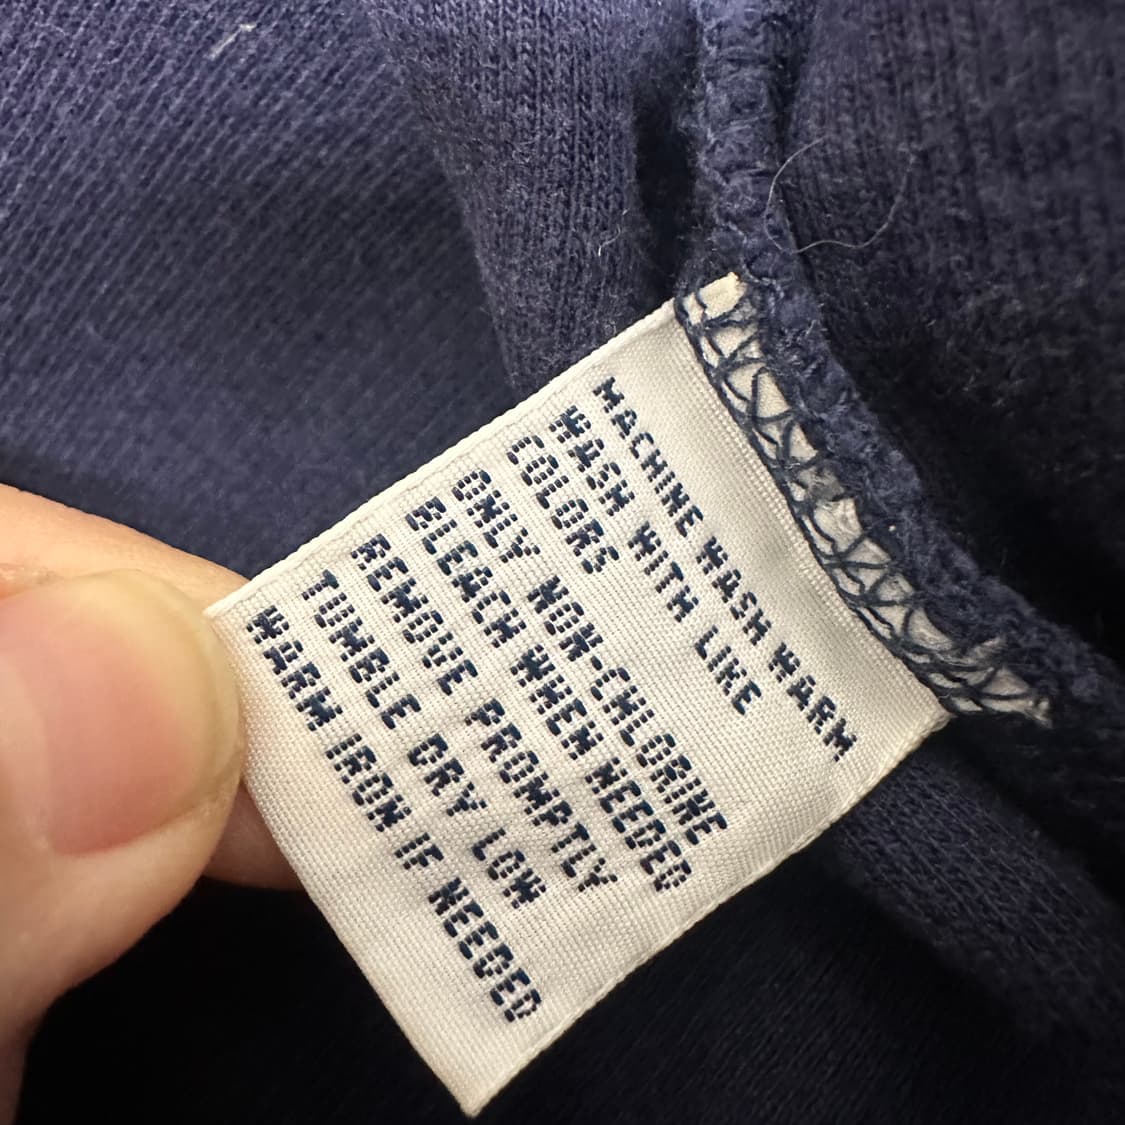 MACHINE WASH WARM
WASH WITH LIKE
COLORS
ONLY NON-CHLORINE
BLEACH WHEN NEEDED
REMOVE PROMPTLY
TUMBLE DRY LOW
WARM IRON IF NEEDED